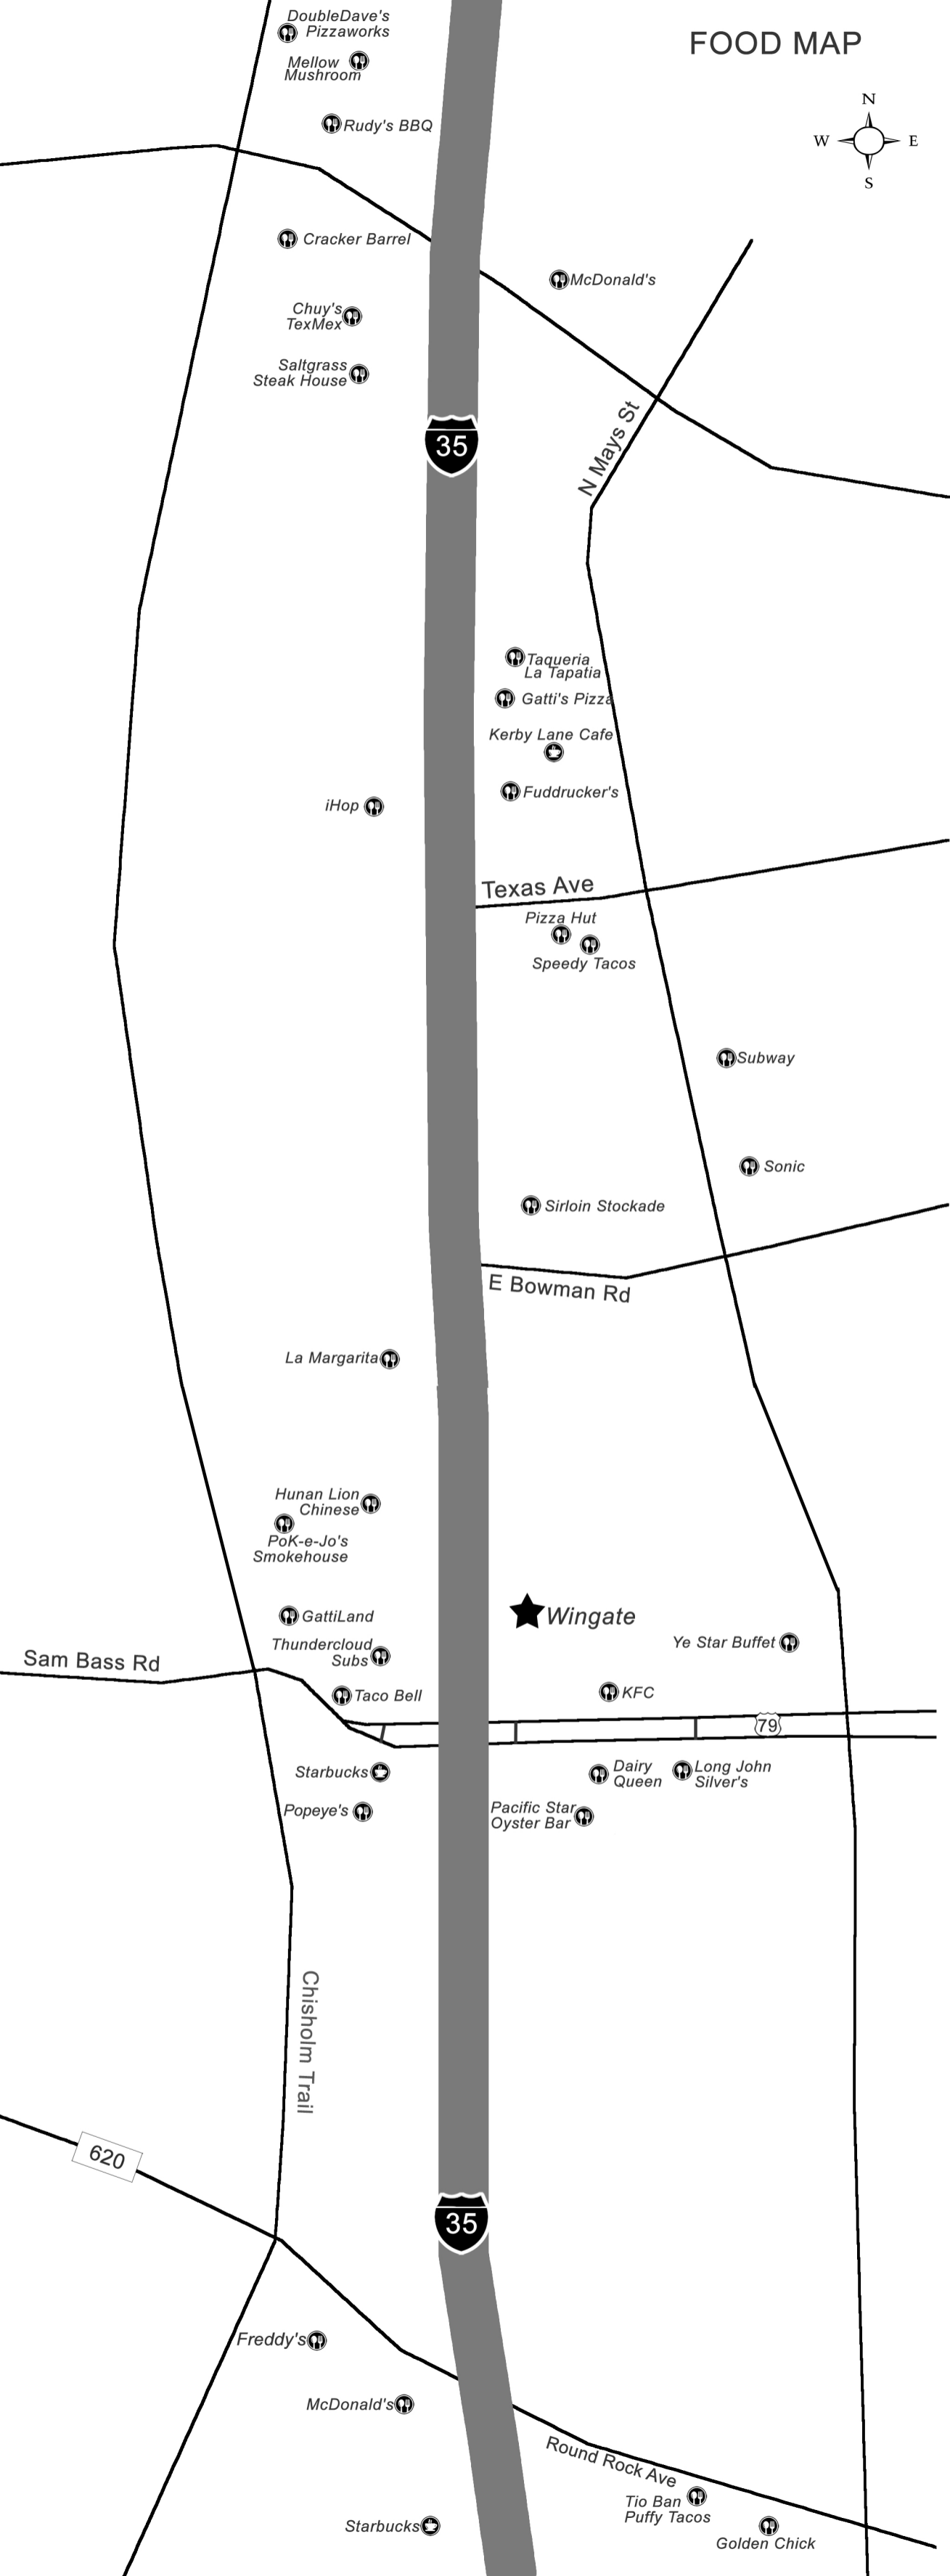 DoubleDave's
Pizzaworks
FOOD MAP
Mellow
Mushroom
N
Rudy's BBQ
W
E
S
Cracker Barrel
McDonald's
Chuy's
TexMex
Saltgrass
Steak House
N Mays St
35
Taqueria
La Tapatia
Gatti's Pizza
Kerby Lane Cafe
Fuddrucker's
iHop
Texas Ave
Pizza Hut
Speedy Tacos
Subway
Sonic
Sirloin Stockade
E Bowman Rd
La Margarita
Hunan Lion
Chinese
PoK-e-Jo's
Smokehouse
GattiLand
Wingate
Thundercloud
Subs
Ye Star Buffet
Sam Bass Rd
Taco Bell
KFC
79
Starbucks
Dairy
Queen
Long John
Silver's
Popeye's
Pacific Star
Oyster Bar
Chisholm Trail
620
35
Freddy's
McDonald's
Round Rock Ave
Tio Ban
Puffy Tacos
Starbucks
Golden Chick